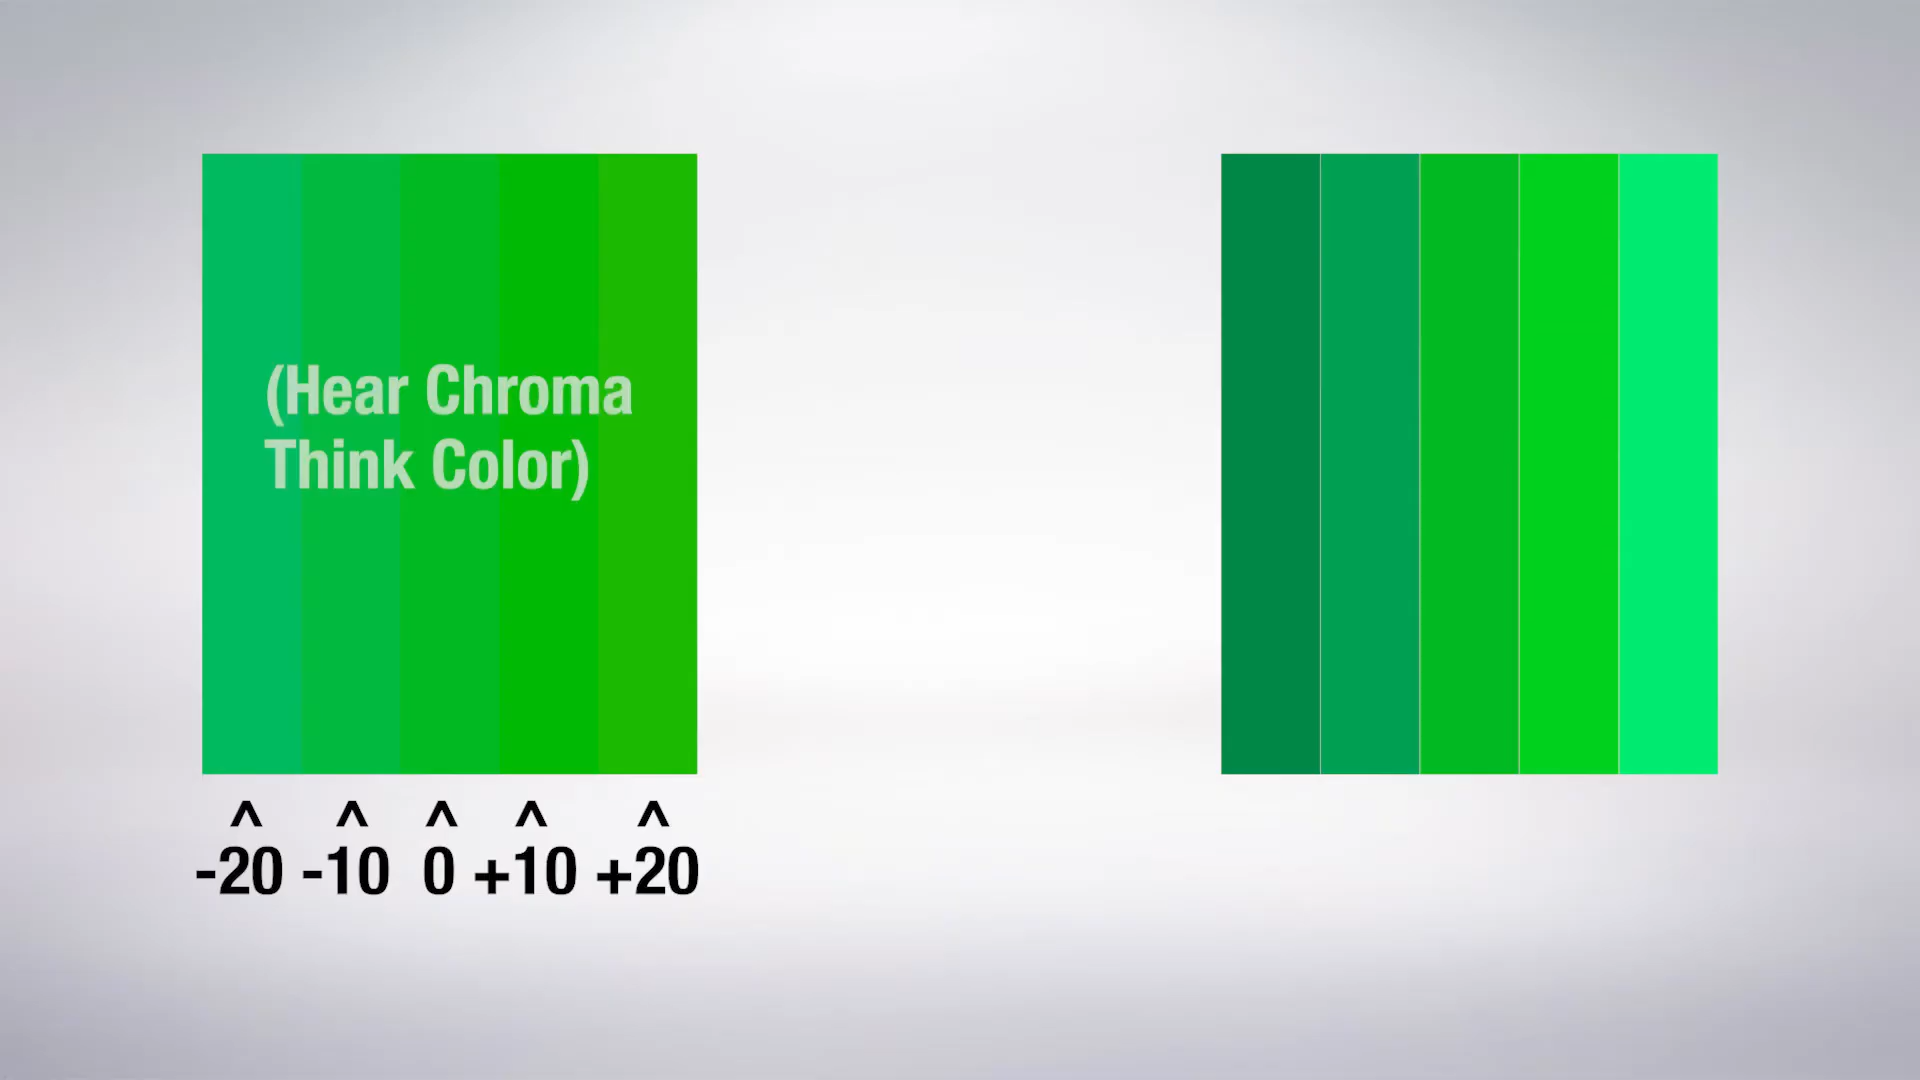 (Hear Chroma
Think Color)
^ ^ ^ ^ ^
-20 -10 0 +10 +20